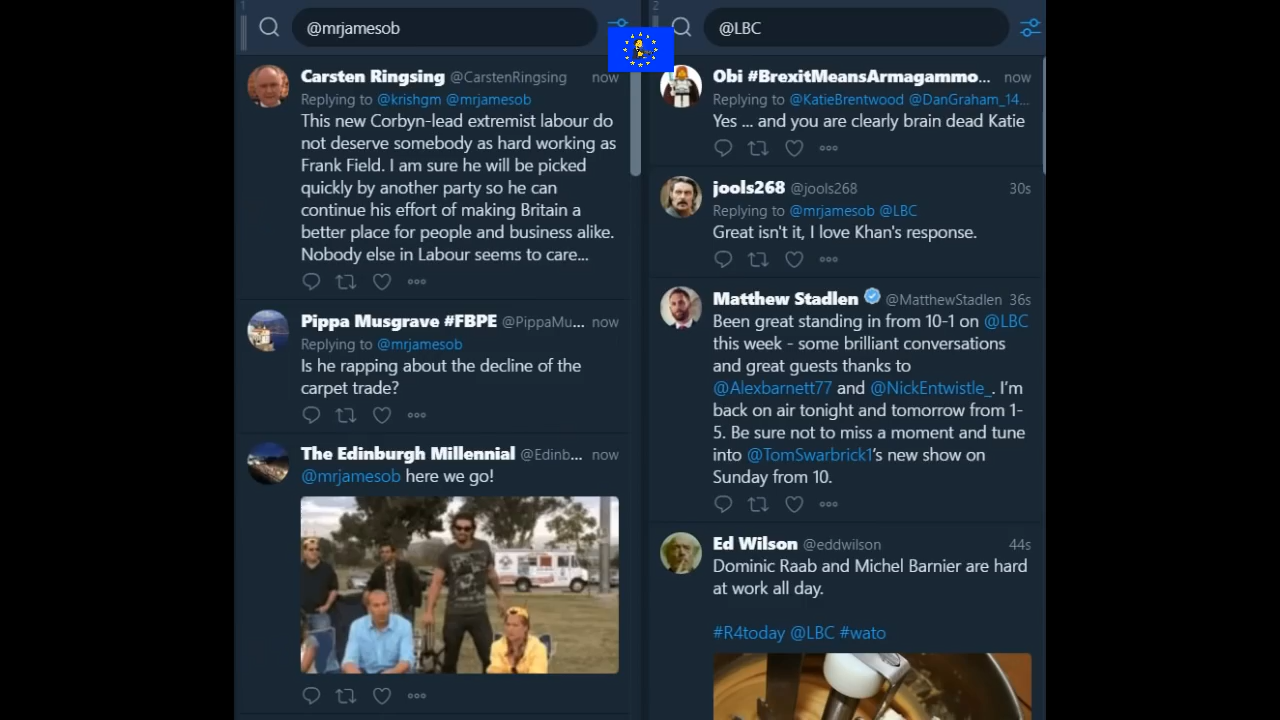 1
@mrjamesob
Carsten Ringsing @CarstenRingsing now
Replying to @krishgm @mrjamesob
This new Corbyn-lead extremist labour do
not deserve somebody as hard working as
Frank Field. I am sure he will be picked
quickly by another party so he can
continue his effort of making Britain a
better place for people and business alike.
Nobody else in Labour seems to care...
Pippa Musgrave #FBPE @PippaMu... now
Replying to @mrjamesob
Is he rapping about the decline of the
carpet trade?
The Edinburgh Millennial @Edinb... now
@mrjamesob here we go!
2
@LBC
Obi #BrexitMeansArmagammo... now
Replying to @KatieBrentwood @DanGraham_14...
Yes ... and you are clearly brain dead Katie
jools268 @jools268 30s
Replying to @mrjamesob @LBC
Great isn't it, I love Khan's response.
Matthew Stadlen @MatthewStadlen 36s
Been great standing in from 10-1 on @LBC
this week - some brilliant conversations
and great guests thanks to
@Alexbarnett77 and @NickEntwistle_. I'm
back on air tonight and tomorrow from 1-
5. Be sure not to miss a moment and tune
into @TomSwarbrick1's new show on
Sunday from 10.
Ed Wilson @eddwilson 44s
Dominic Raab and Michel Barnier are hard
at work all day.
#R4today @LBC #wato